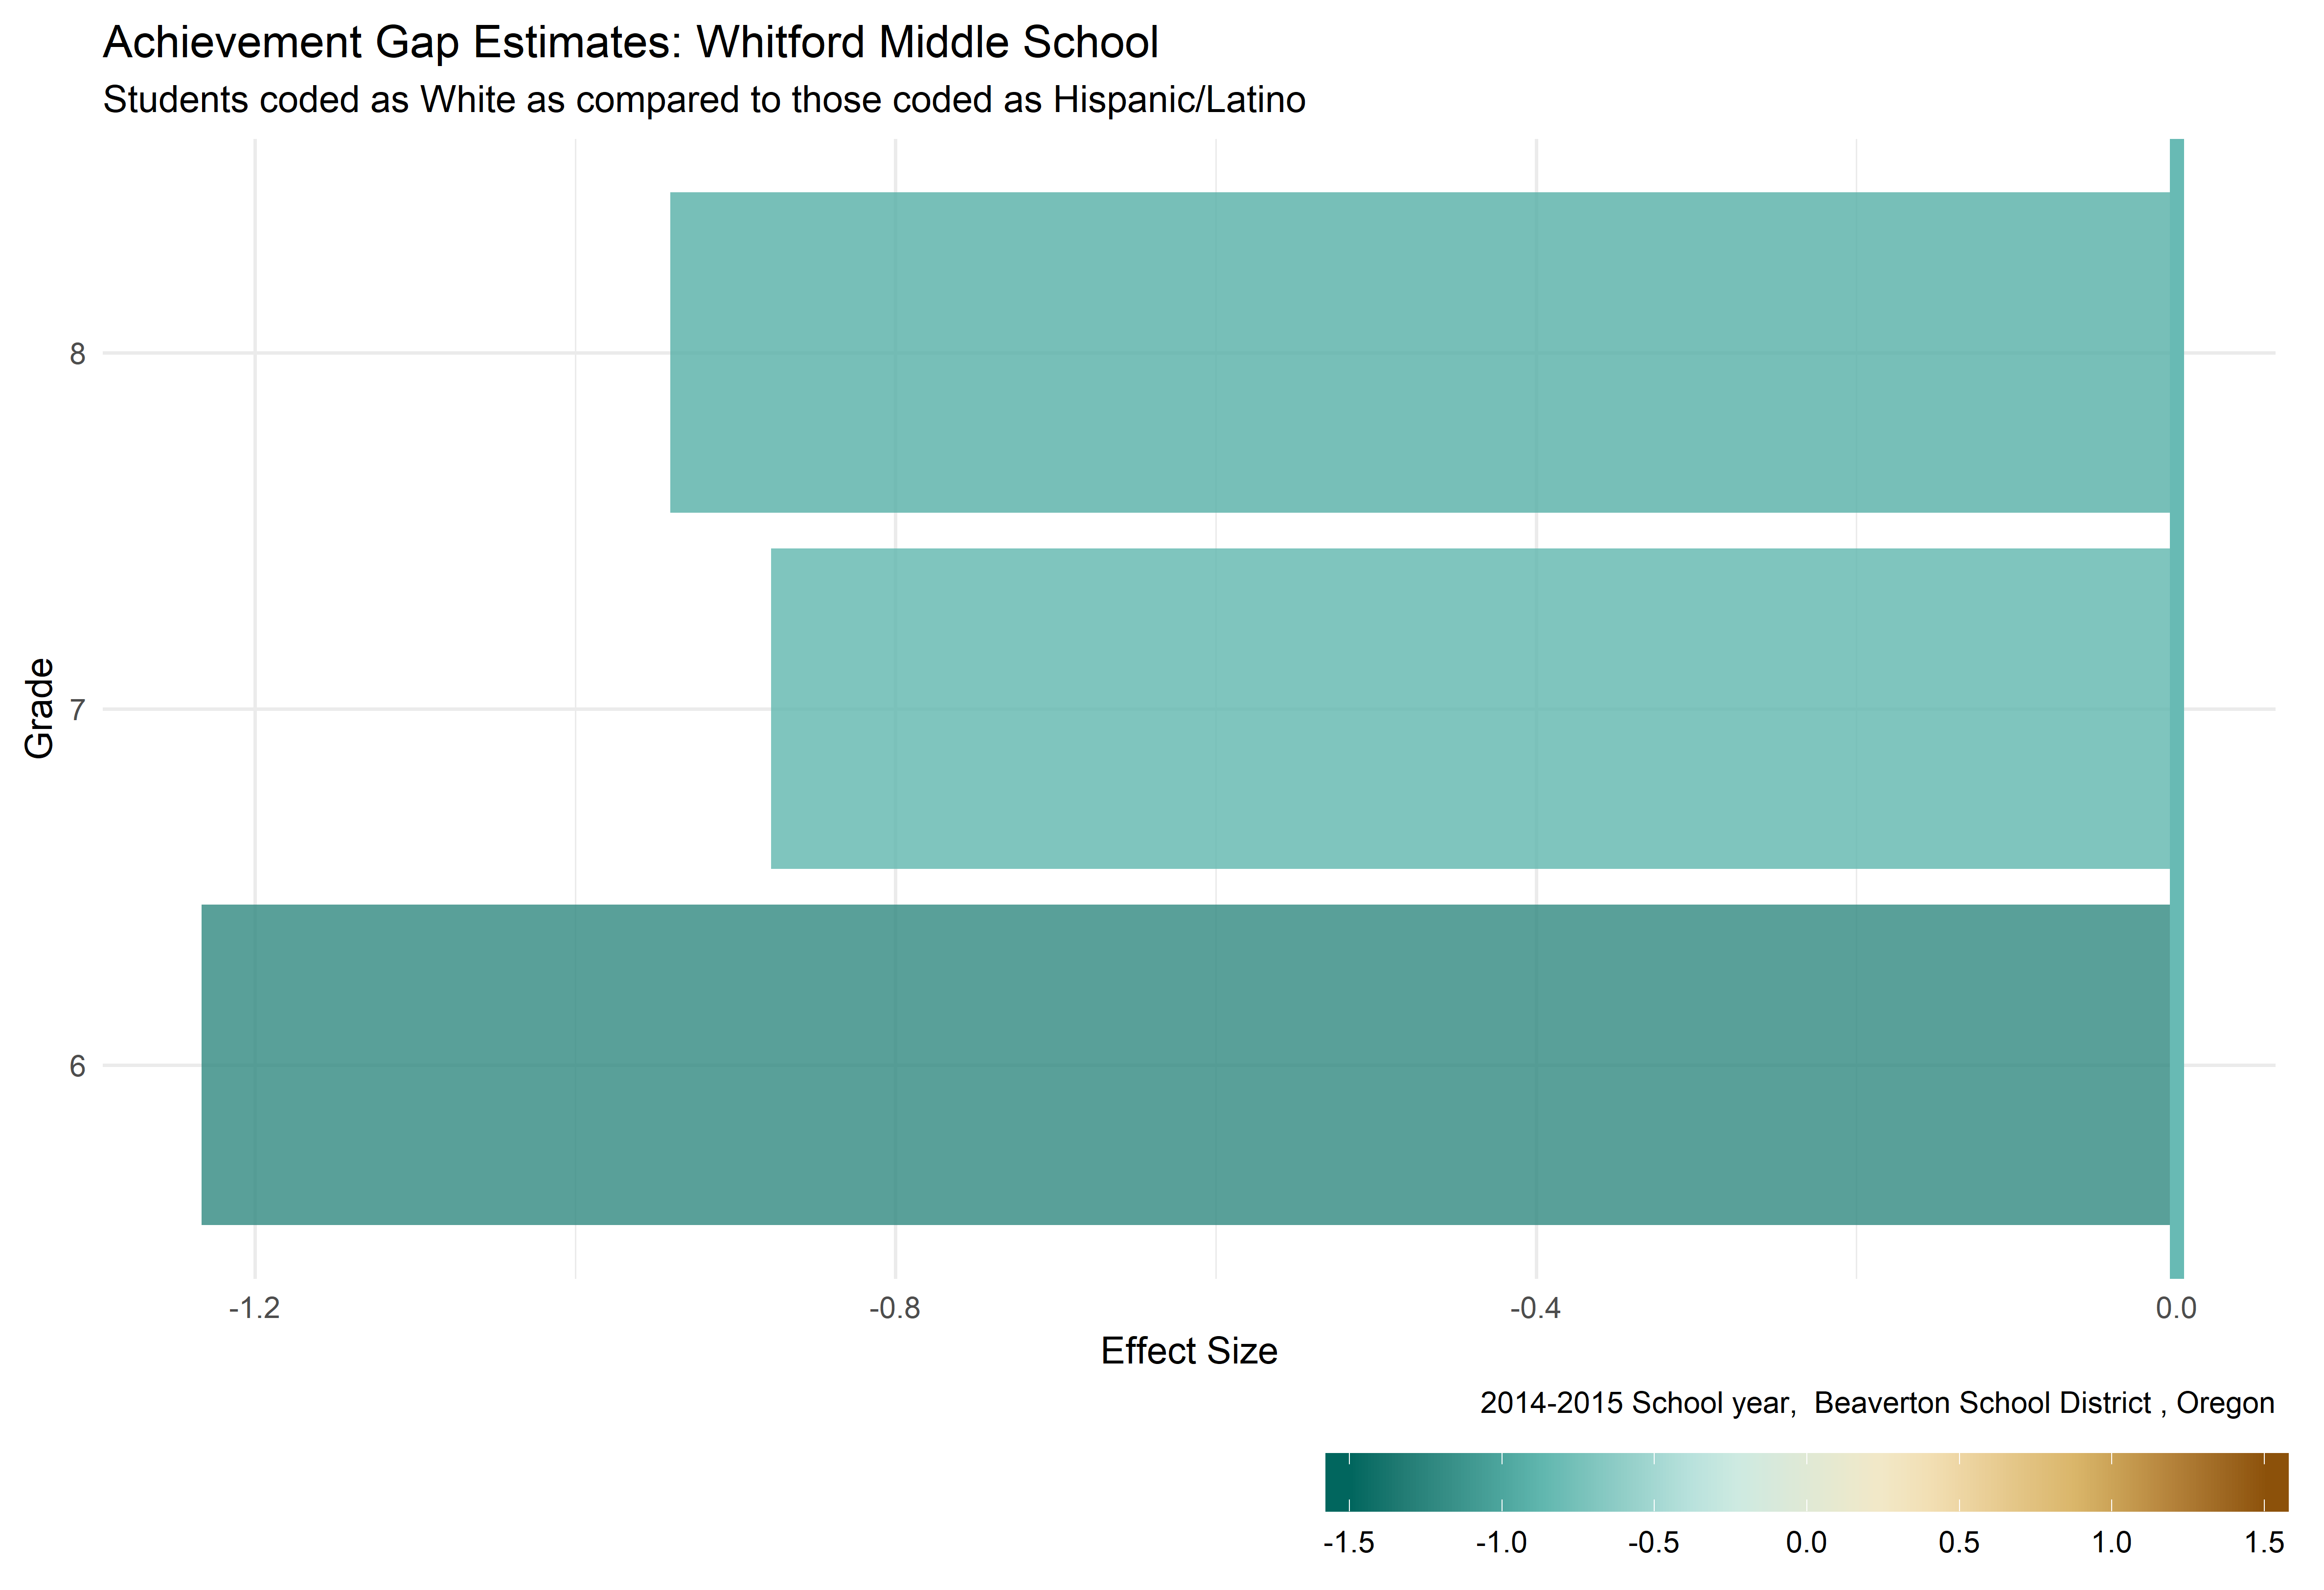 Achievement Gap Estimates: Whitford Middle School
Students coded as White as compared to those coded as Hispanic/Latino
8
7
6
Grade
-1.2 -0.8 -0.4 0.0
Effect Size
2014-2015 School year,  Beaverton School District , Oregon
-1.5 -1.0 -0.5 0.0 0.5 1.0 1.5